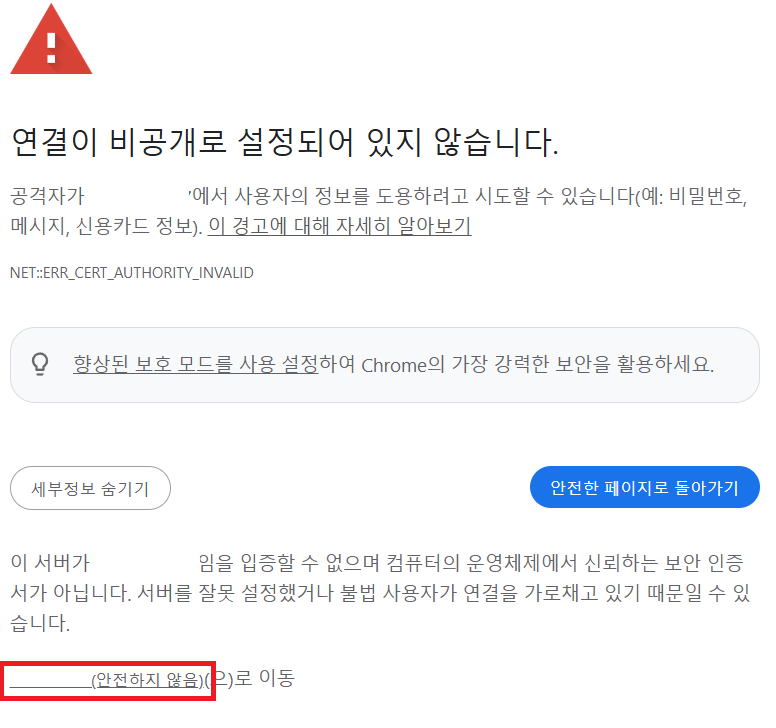 연결이 비공개로 설정되어 있지 않습니다.
공격자가 '에서 사용자의 정보를 도용하려고 시도할 수 있습니다(예: 비밀번호,
메시지, 신용카드 정보). 이 경고에 대해 자세히 알아보기
NET::ERR_CERT_AUTHORITY_INVALID
향상된 보호 모드를 사용 설정하여 Chrome의 가장 강력한 보안을 활용하세요.
세부정보 숨기기
안전한 페이지로 돌아가기
이 서버가 임을 입증할 수 없으며 컴퓨터의 운영체제에서 신뢰하는 보안 인증
서가 아닙니다. 서버를 잘못 설정했거나 불법 사용자가 연결을 가로채고 있기 때문일 수 있
습니다.
(안전하지 않음)(으)로 이동